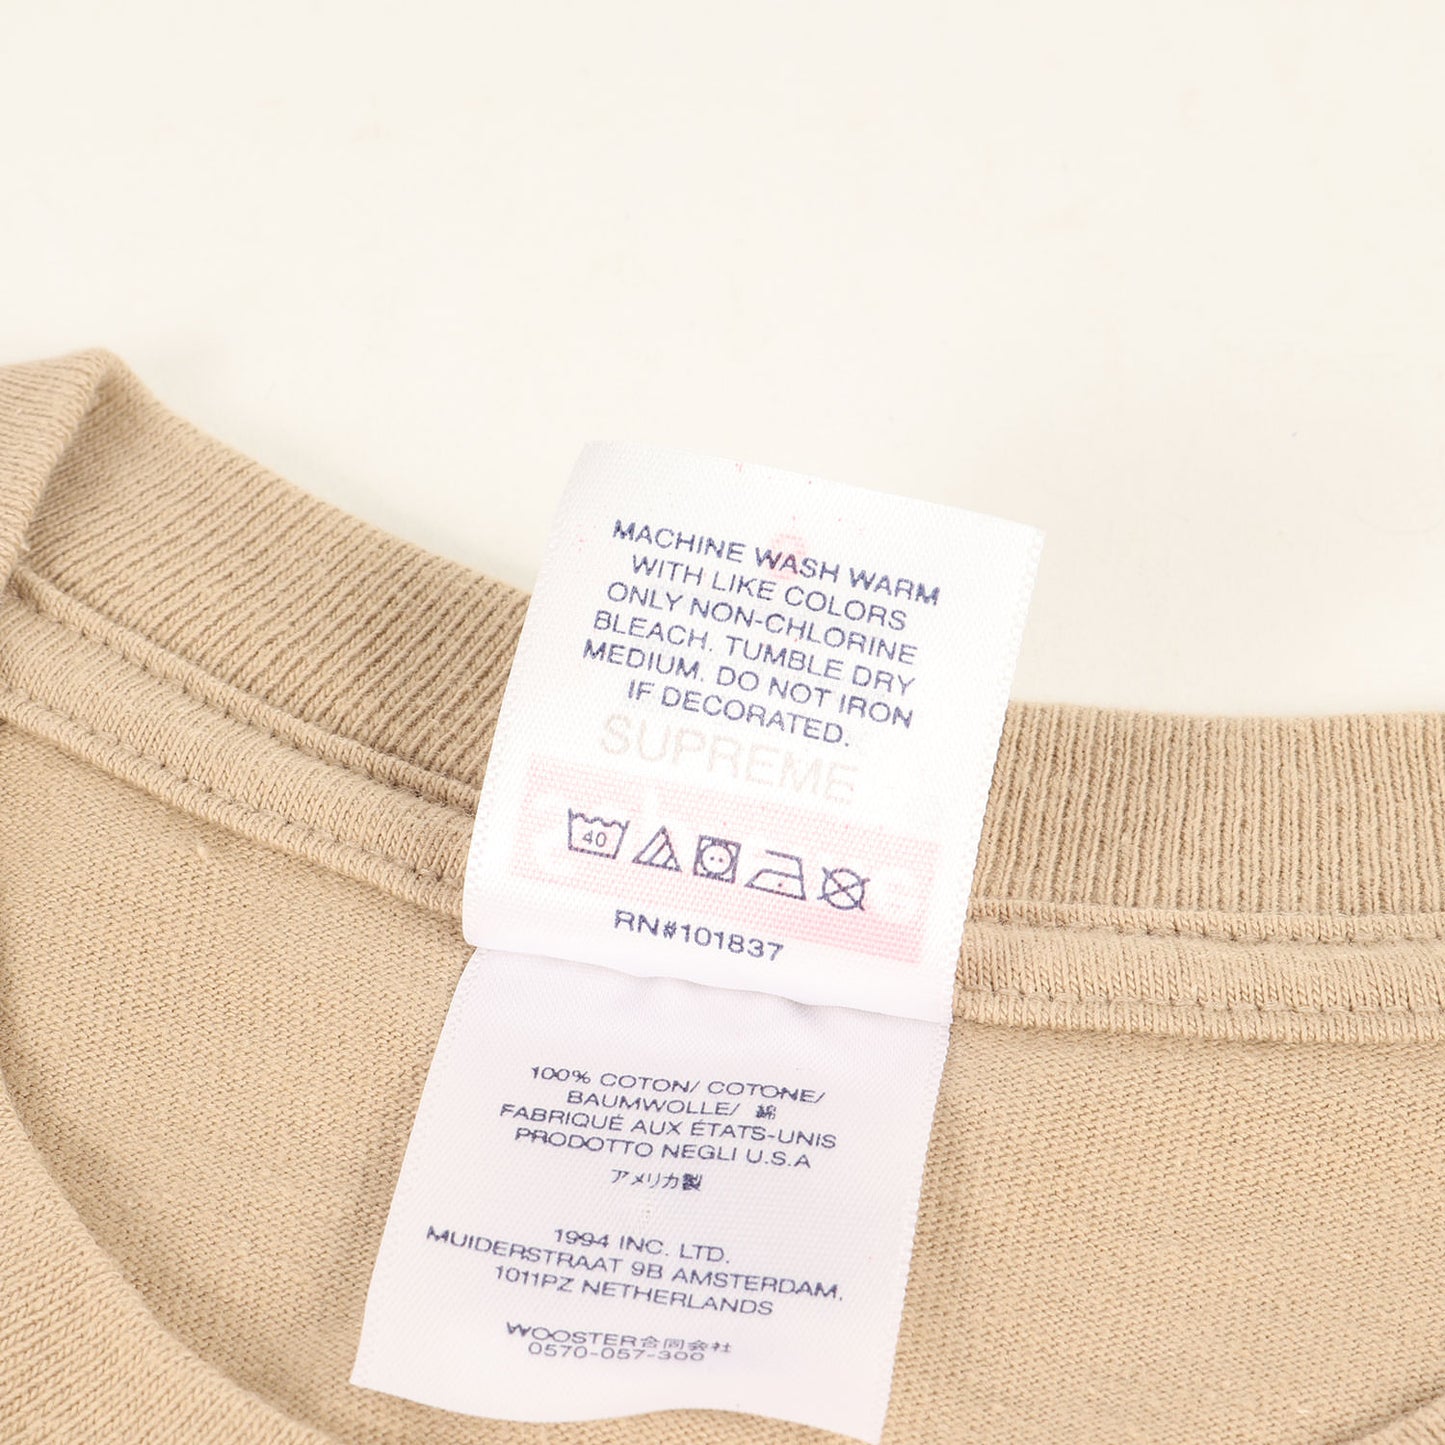 MACHINE WASH WARM
WITH LIKE COLORS
ONLY NON-CHLORINE
BLEACH. TUMBLE DRY
MEDIUM. DO NOT IRON
IF DECORATED.
SUPREME
40
RN#101837
100% COTON/ COTONE/
BAUMWOLLE/ 綿
FABRIQUÉ AUX ÉTATS-UNIS
PRODOTTO NEGLI U.S.A
アメリカ製
1994 INC. LTD.
MUIDERSTRAAT 9B AMSTERDAM,
1011PZ NETHERLANDS
WOOSTER合同会社
0570-057-300